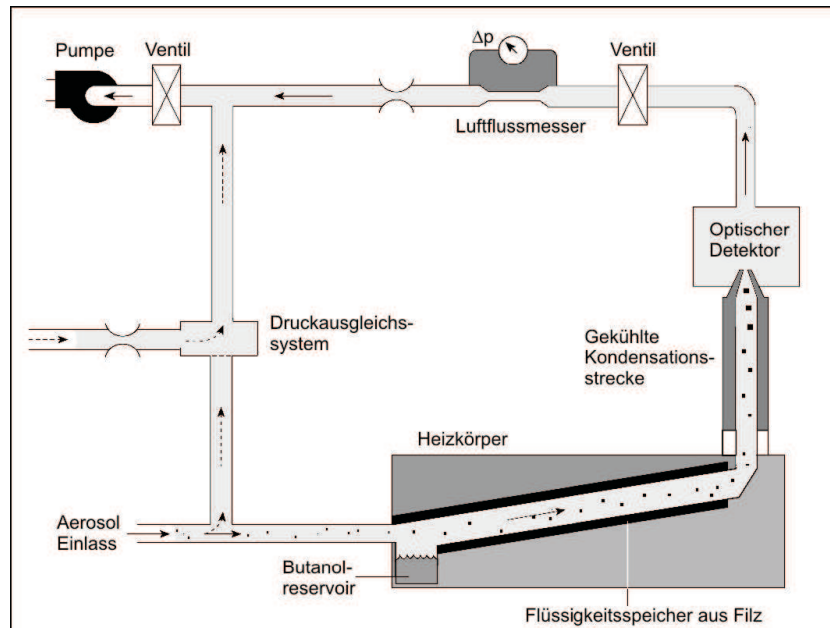 Pumpe
Ventil
Δp
Ventil
Luftflussmesser
Optischer
Detektor
Druckausgleichs-
system
Gekühlte
Kondensations-
strecke
Heizkörper
Aerosol
Einlass
Butanol-
reservoir
Flüssigkeitsspeicher aus Filz